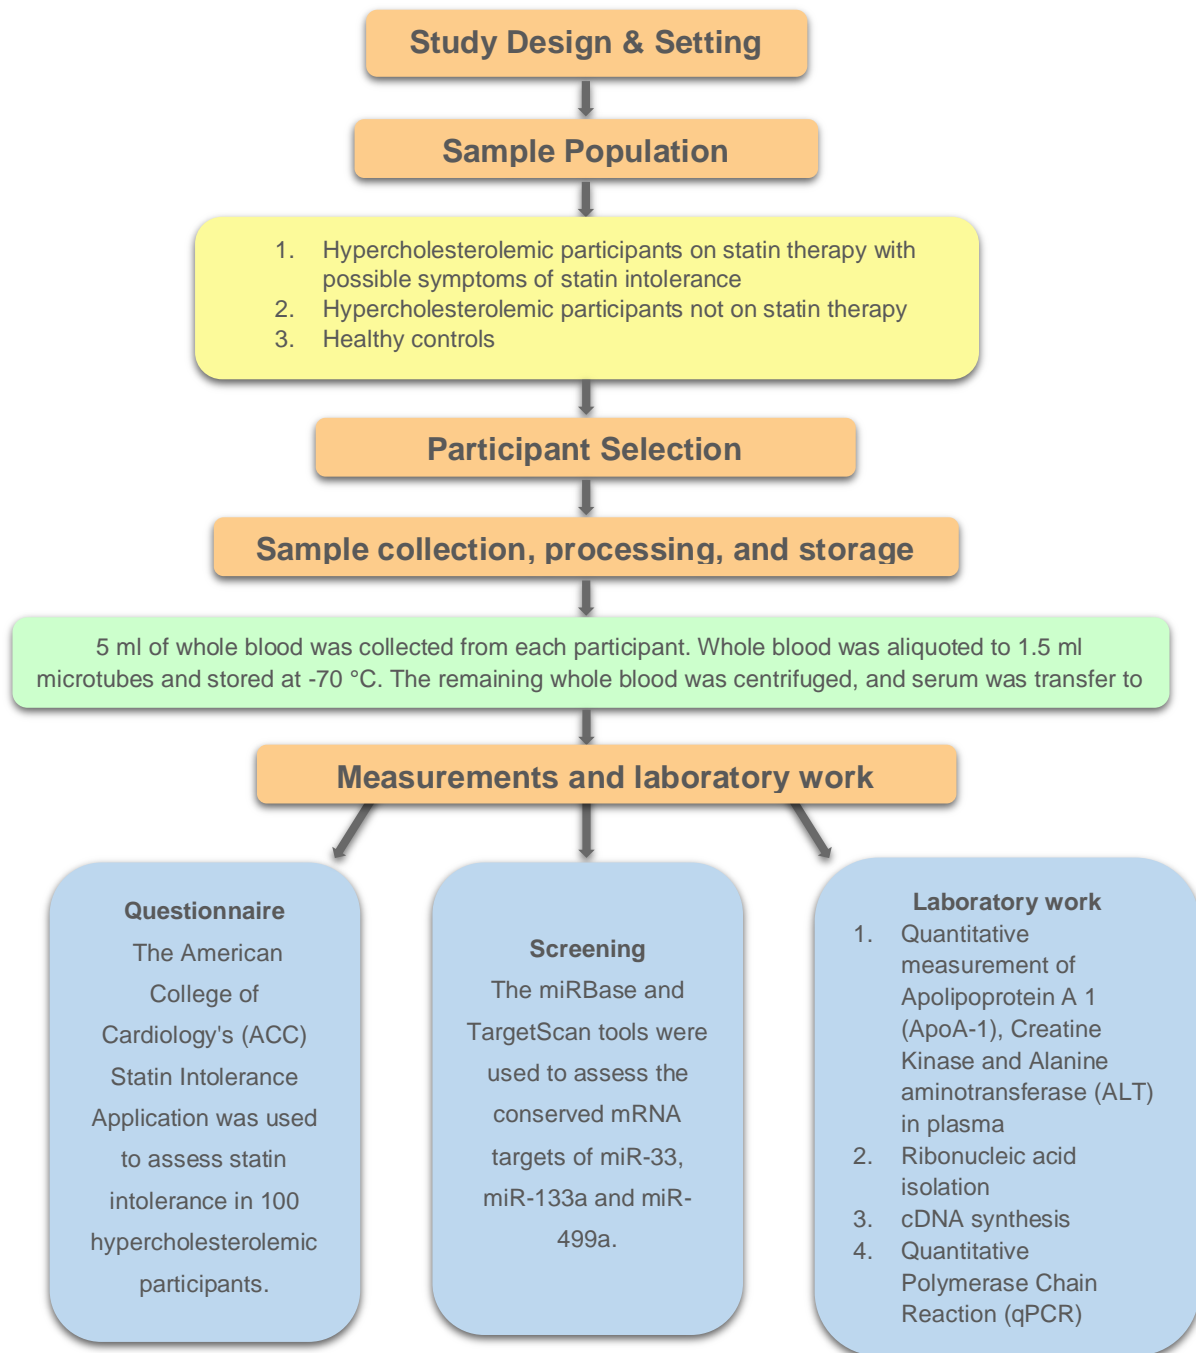 Study Design & Setting
Sample Population
1. Hypercholesterolemic participants on statin therapy with
possible symptoms of statin intolerance
2. Hypercholesterolemic participants not on statin therapy
3. Healthy controls
Participant Selection
Sample collection, processing, and storage
5 ml of whole blood was collected from each participant. Whole blood was aliquoted to 1.5 ml
microtubes and stored at -70 °C. The remaining whole blood was centrifuged, and serum was transfer to
Measurements and laboratory work
Questionnaire
The American
College of
Cardiology's (ACC)
Statin Intolerance
Application was used
to assess statin
intolerance in 100
hypercholesterolemic
participants.
Screening
The miRBase and
TargetScan tools were
used to assess the
conserved mRNA
targets of miR-33,
miR-133a and miR-
499a.
Laboratory work
1. Quantitative
measurement of
Apolipoprotein A 1
(ApoA-1), Creatine
Kinase and Alanine
aminotransferase (ALT)
in plasma
2. Ribonucleic acid
isolation
3. cDNA synthesis
4. Quantitative
Polymerase Chain
Reaction (qPCR)